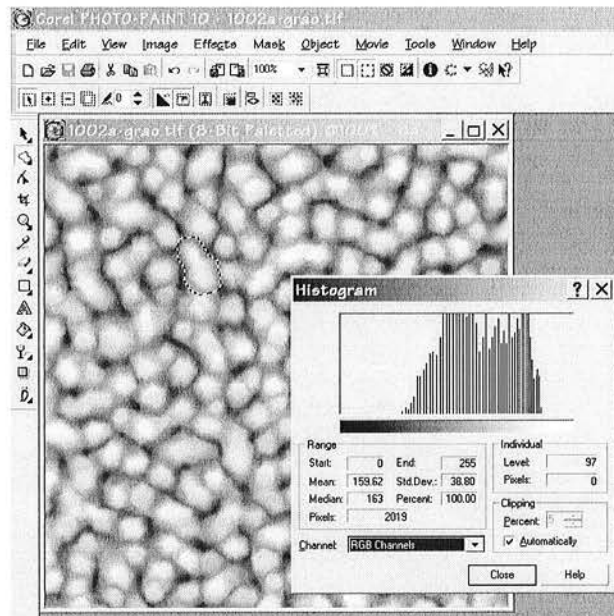 Corel PHOTO-PAINT 10 - 1002a-grao.tif
File Edit View Image Effects Mask Object Movie Tools Window Help
100%
0
1002a-grao.tif (8-Bit Paletted)
Histogram
Range
Start: 0 End: 255
Mean: 159.62 Std.Dev.: 38.80
Median: 163 Percent: 100.00
Pixels: 2019
Individual
Level: 97
Pixels: 0
Clipping
Percent: 5
Automatically
Channel: RGB Channels
Close Help